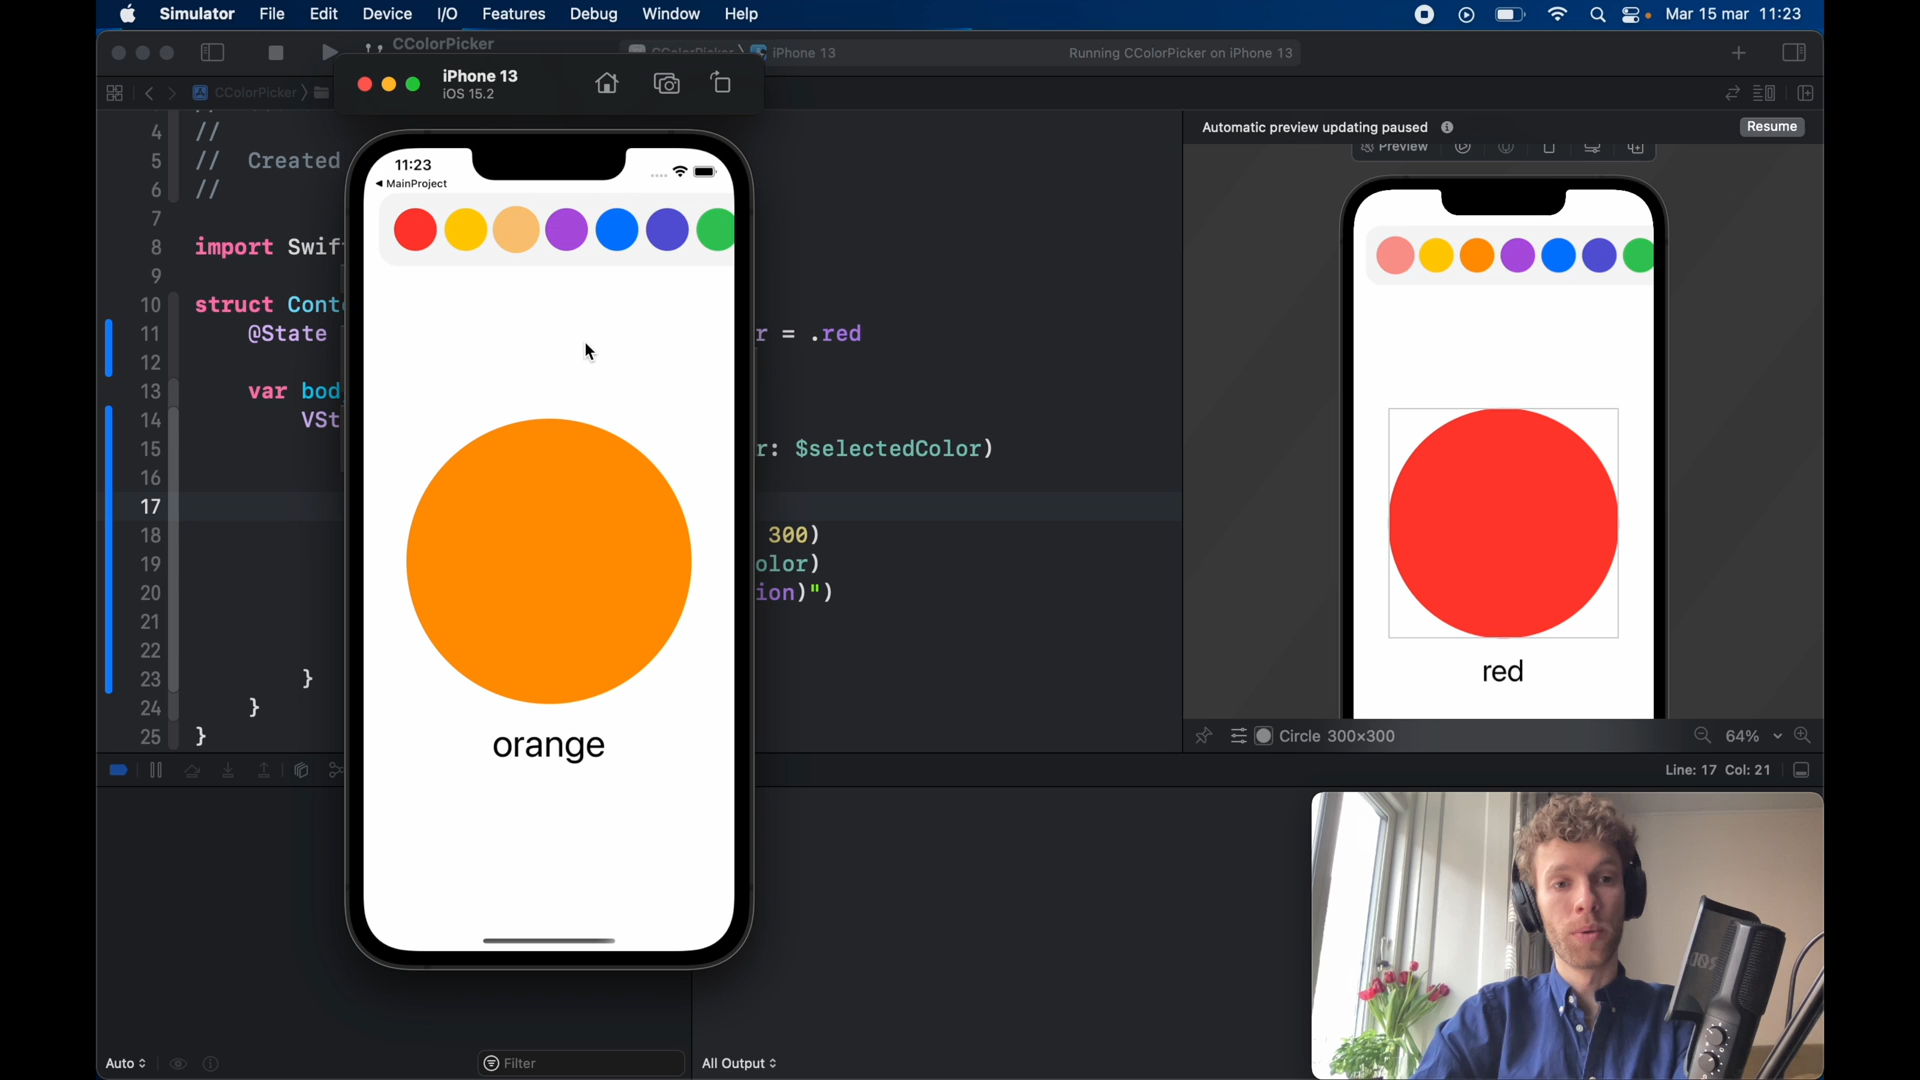 Simulator File Edit Device I/O Features Debug Window Help Mar 15 mar 11:23
CColorPicker
CColorPicker iPhone 13 Running CColorPicker on iPhone 13
iPhone 13
iOS 15.2
CColorPicker
Automatic preview updating paused Resume
Preview
11:23
MainProject
4 //
5 // Created
6 //
7
8 import Swif
9
10 struct Conte
11 @State r = .red
12
13 var bod
14 VSt
15 r: $selectedColor)
16
17
18 300)
19 olor)
20 ion)")
21
22
23 }
24 }
25 }
orange
red
Circle 300×300 64%
Line: 17 Col: 21
Auto Filter All Output